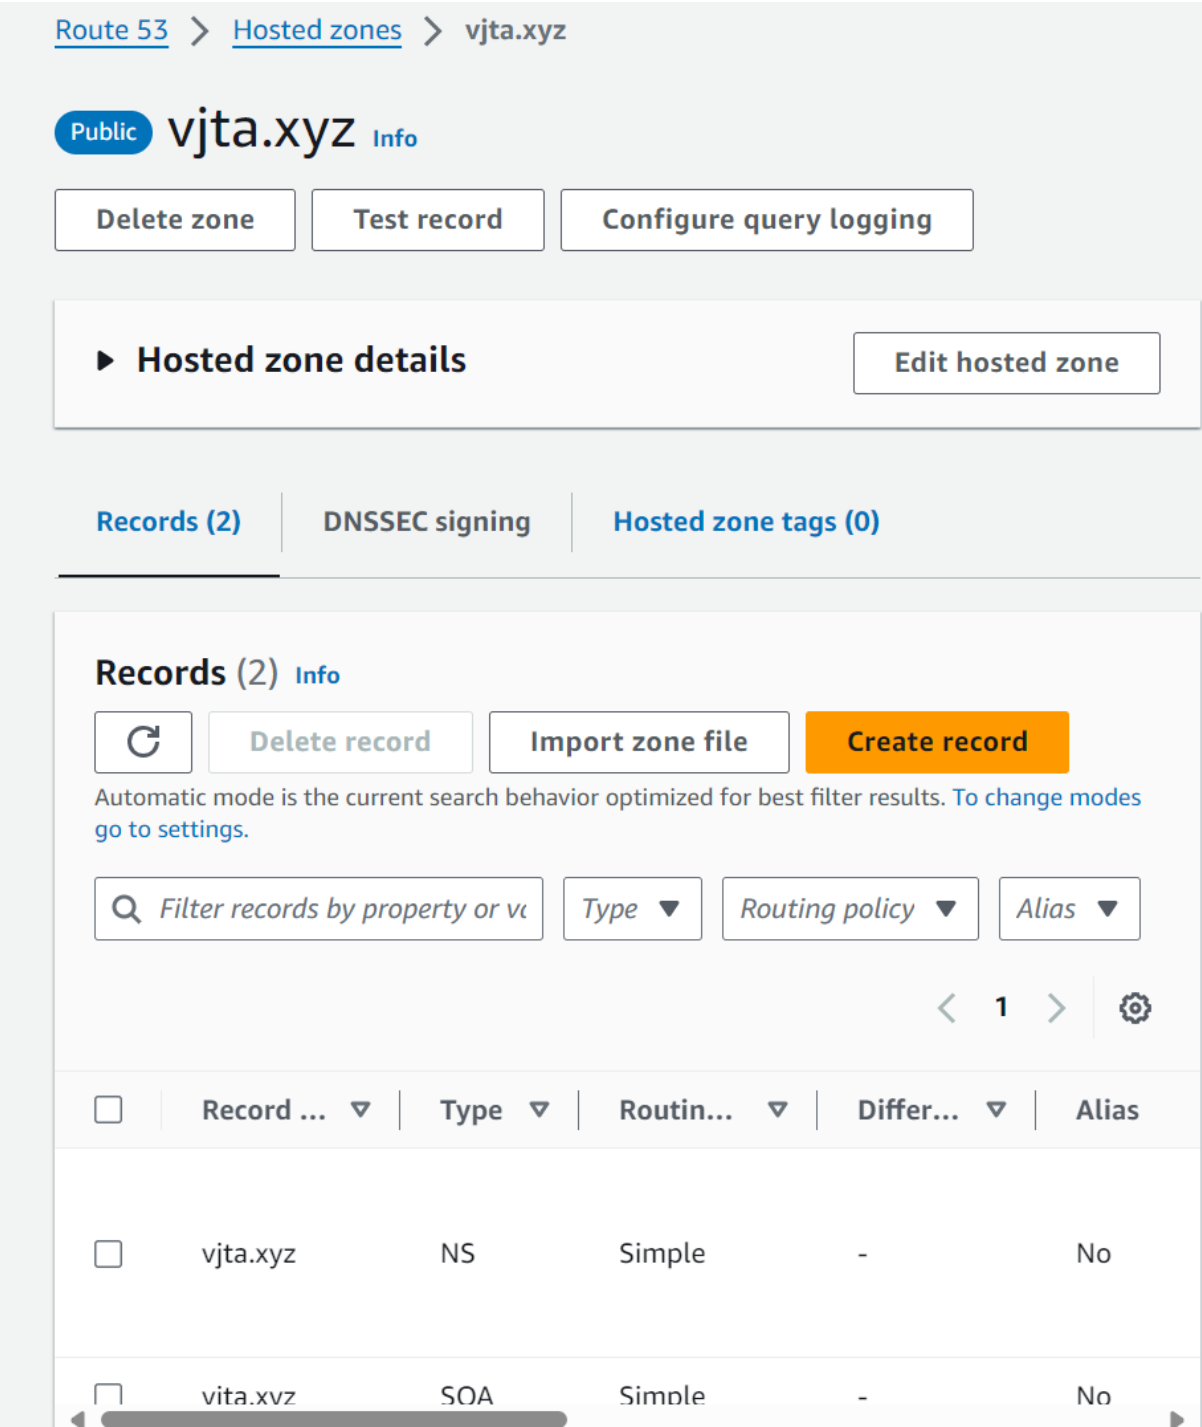 Route 53 > Hosted zones > vjta.xyz
Public vjta.xyz Info
Delete zone Test record Configure query logging
Hosted zone details Edit hosted zone
Records (2) DNSSEC signing Hosted zone tags (0)
Records (2) Info
Delete record Import zone file Create record
Automatic mode is the current search behavior optimized for best filter results. To change modes
go to settings.
Filter records by property or va Type Routing policy Alias
1
Record ... Type Routin... Differ... Alias
vjta.xyz NS Simple - No
vjta.xyz SOA Simple - No